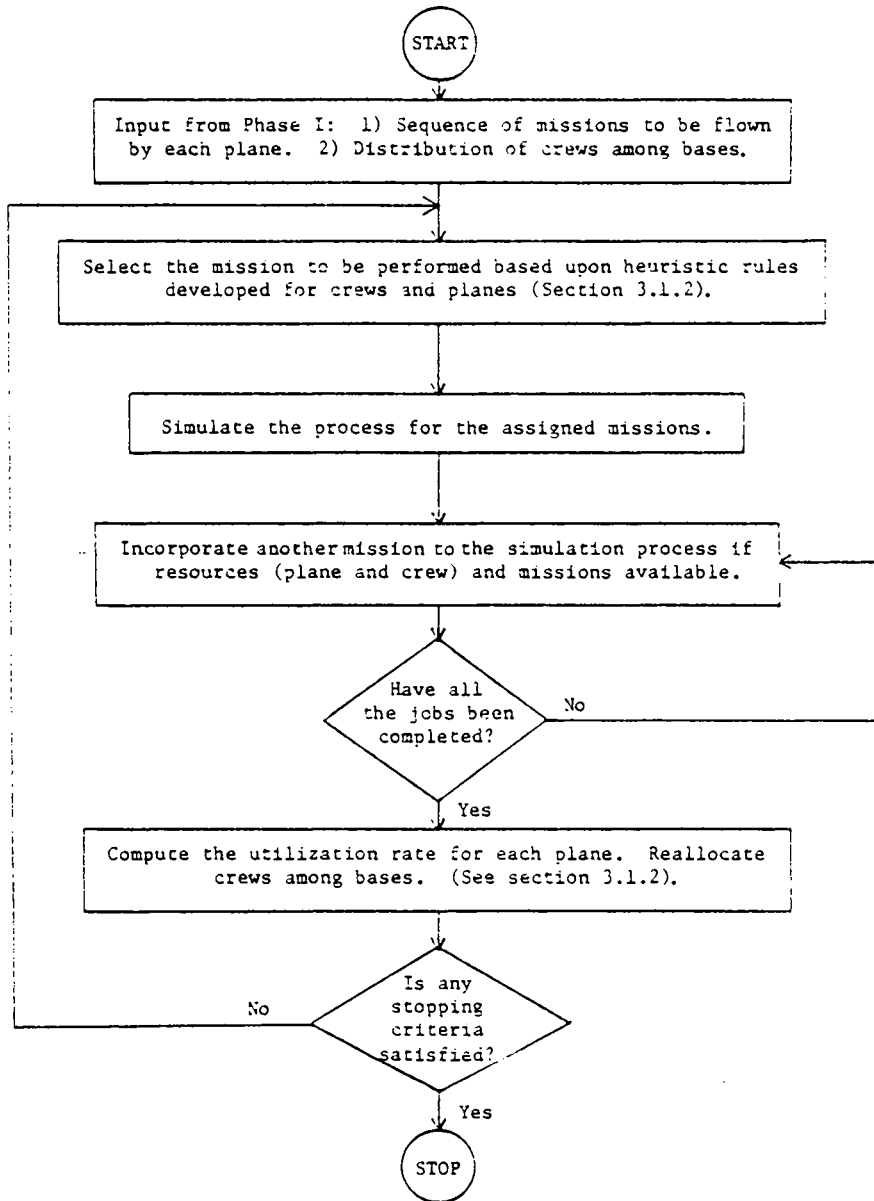 START
Input from Phase I: 1) Sequence of missions to be flown
by each plane. 2) Distribution of crews among bases.
Select the mission to be performed based upon heuristic rules
developed for crews and planes (Section 3.1.2).
Simulate the process for the assigned missions.
Incorporate another mission to the simulation process if
resources (plane and crew) and missions available.
Have all
the jobs been
completed?
No
Yes
Compute the utilization rate for each plane. Reallocate
crews among bases. (See section 3.1.2).
Is any
stopping
criteria
satisfied?
No
Yes
STOP